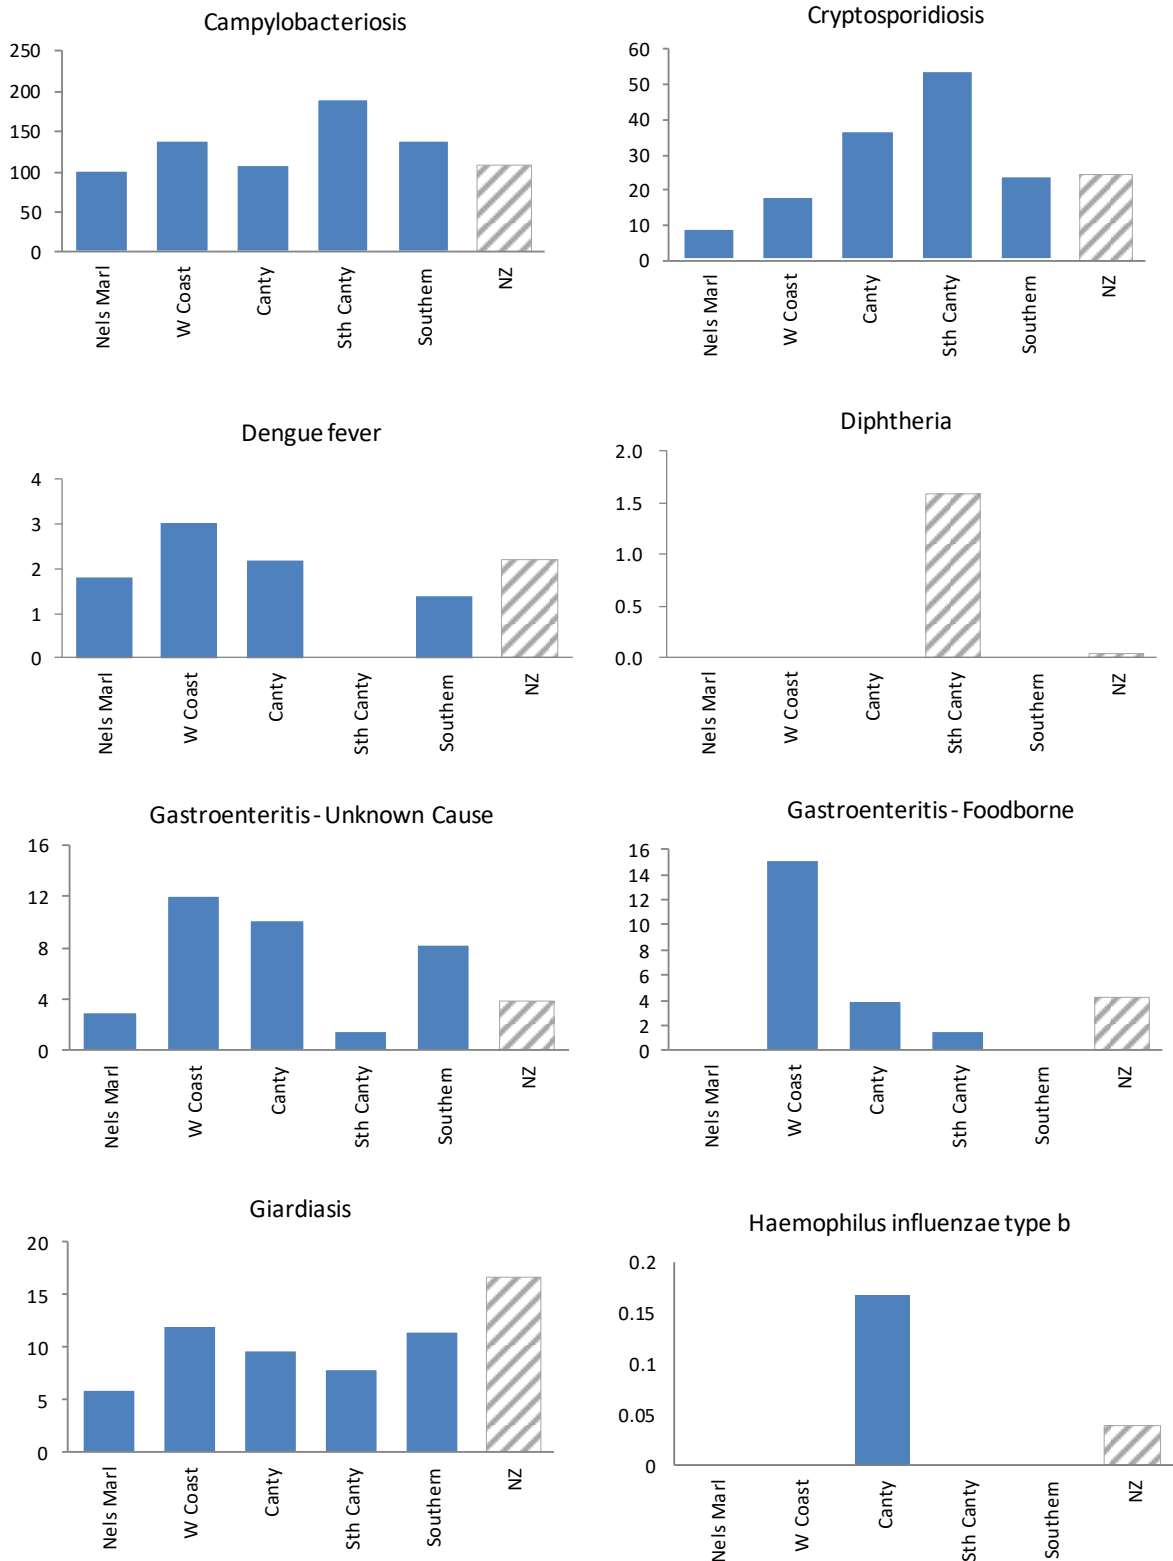 Campylobacteriosis
250
200
150
100
50
0
Nels Marl
W Coast
Canty
Sth Canty
Southern
NZ
Cryptosporidiosis
60
50
40
30
20
10
0
Nels Marl
W Coast
Canty
Sth Canty
Southern
NZ
Dengue fever
4
3
2
1
0
Nels Marl
W Coast
Canty
Sth Canty
Southern
NZ
Diphtheria
2.0
1.5
1.0
0.5
0.0
Nels Marl
W Coast
Canty
Sth Canty
Southern
NZ
Gastroenteritis - Unknown Cause
16
12
8
4
0
Nels Marl
W Coast
Canty
Sth Canty
Southern
NZ
Gastroenteritis - Foodborne
16
14
12
10
8
6
4
2
0
Nels Marl
W Coast
Canty
Sth Canty
Southern
NZ
Giardiasis
20
15
10
5
0
Nels Marl
W Coast
Canty
Sth Canty
Southern
NZ
Haemophilus influenzae type b
0.2
0.15
0.1
0.05
0
Nels Marl
W Coast
Canty
Sth Canty
Southern
NZ